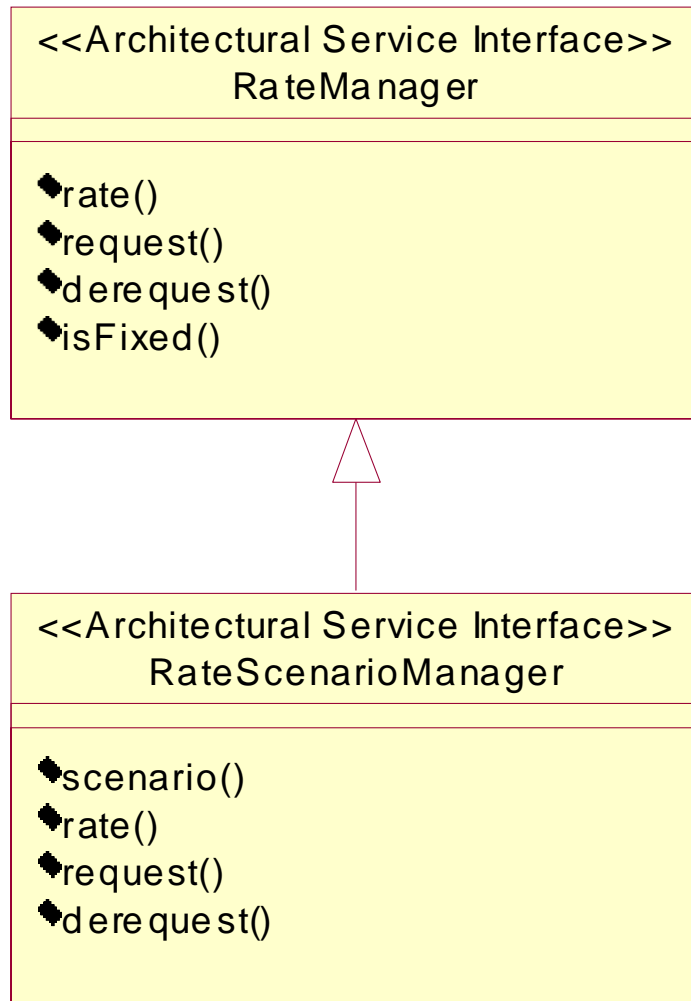 <<Architectural Service Interface>>
RateManager
rate()
request()
derequest()
isFixed()
<<Architectural Service Interface>>
RateScenarioManager
scenario()
rate()
request()
derequest()